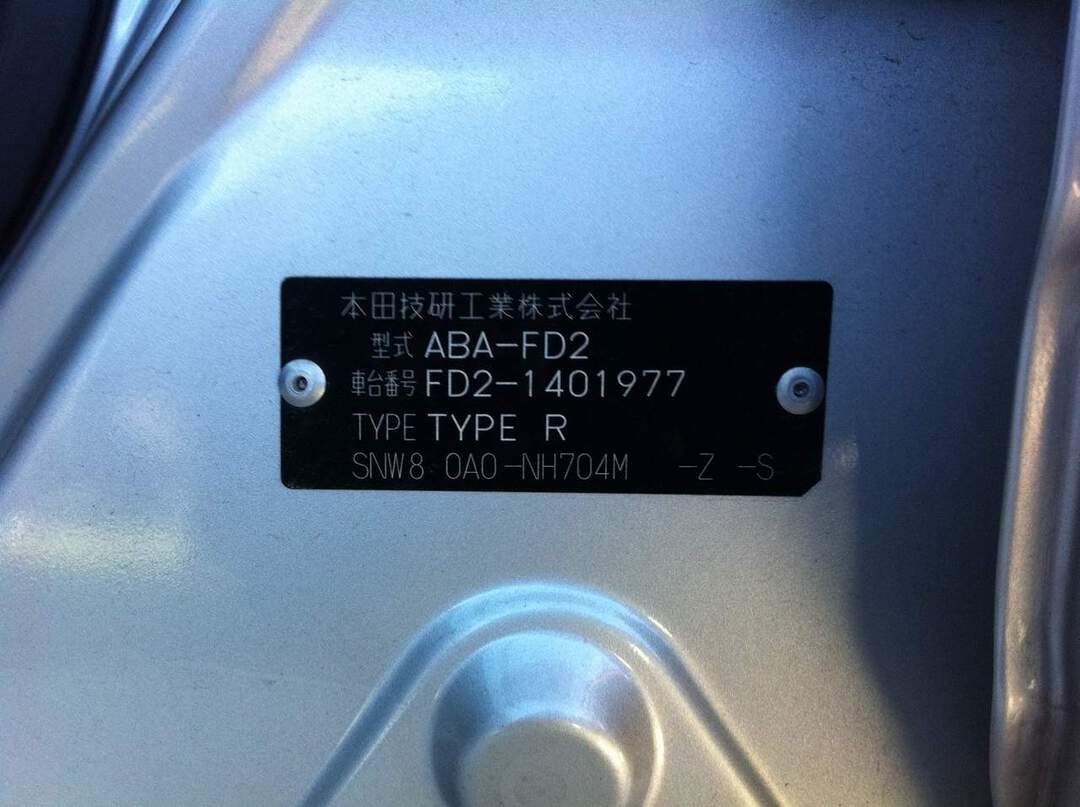 本田技研工業株式会社
型式 ABA-FD2
車台番号 FD2-1401977
TYPE TYPE R
SNW8 0A0-NH704M -Z -S